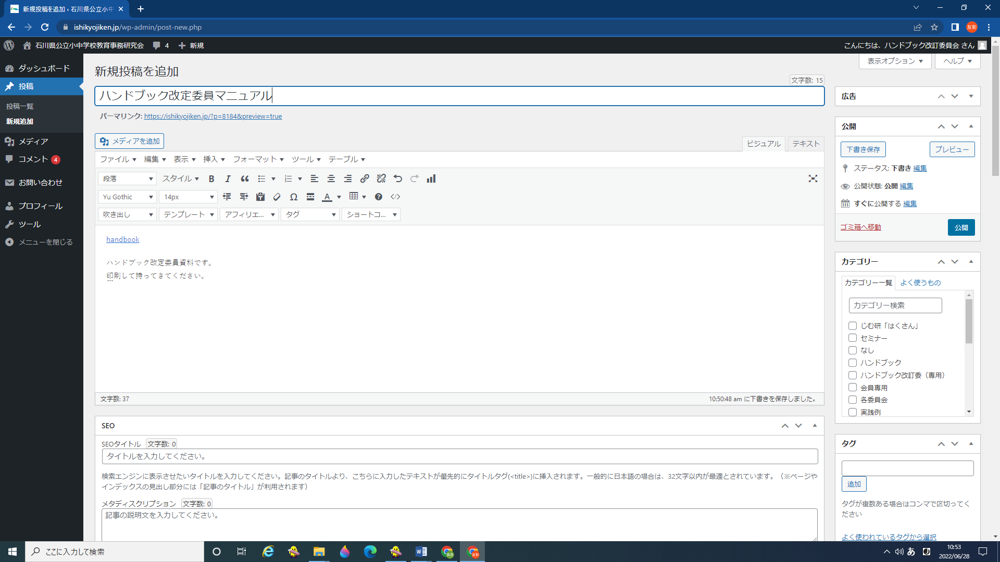 新規投稿を追加 ‹ 石川県公立小中
ishikyojiken.jp/wp-admin/post-new.php
友彰
石川県公立小中学校教育事務研究会 4 新規
こんにちは、ハンドブック改訂委員会 さん
ダッシュボード
投稿
投稿一覧
新規追加
メディア
コメント 4
お問い合わせ
プロフィール
ツール
メニューを閉じる
表示オプション
ヘルプ
新規投稿を追加
文字数: 15
ハンドブック改定委員マニュアル
パーマリンク: https://ishikyojiken.jp/?p=8184&preview=true
メディアを追加
ビジュアル テキスト
ファイル 編集 表示 挿入 フォーマット ツール テーブル
段落 スタイル B I
Yu Gothic 14px Ω A
吹き出し テンプレート アフィリエ... タグ ショートコ...
handbook
ハンドブック改定委員資料です。
印刷して持ってきてください。
文字数: 37
10:50:48 am に下書きを保存しました。
SEO
SEOタイトル 文字数: 0
タイトルを入力してください。
検索エンジンに表示させたいタイトルを入力してください。記事のタイトルより、こちらに入力したテキストが優先的にタイトルタグ(<title>)に挿入されます。一般的に日本語の場合は、32文字以内が最適とされています。（※ページや
インデックスの見出し部分には「記事のタイトル」が利用されます）
メタディスクリプション 文字数: 0
記事の説明文を入力してください。
広告
公開
下書き保存
プレビュー
ステータス: 下書き 編集
公開状態: 公開 編集
すぐに公開する 編集
ゴミ箱へ移動
公開
カテゴリー
カテゴリー一覧 よく使うもの
カテゴリー検索
じむ研「はくさん」
セミナー
なし
ハンドブック
ハンドブック改訂委（専用）
会員専用
各委員会
実践例
タグ
追加
タグが複数ある場合はコンマで区切ってく
ださい
よく使われているタグから選択
ここに入力して検索
友彰
あ
10:53
2022/06/28